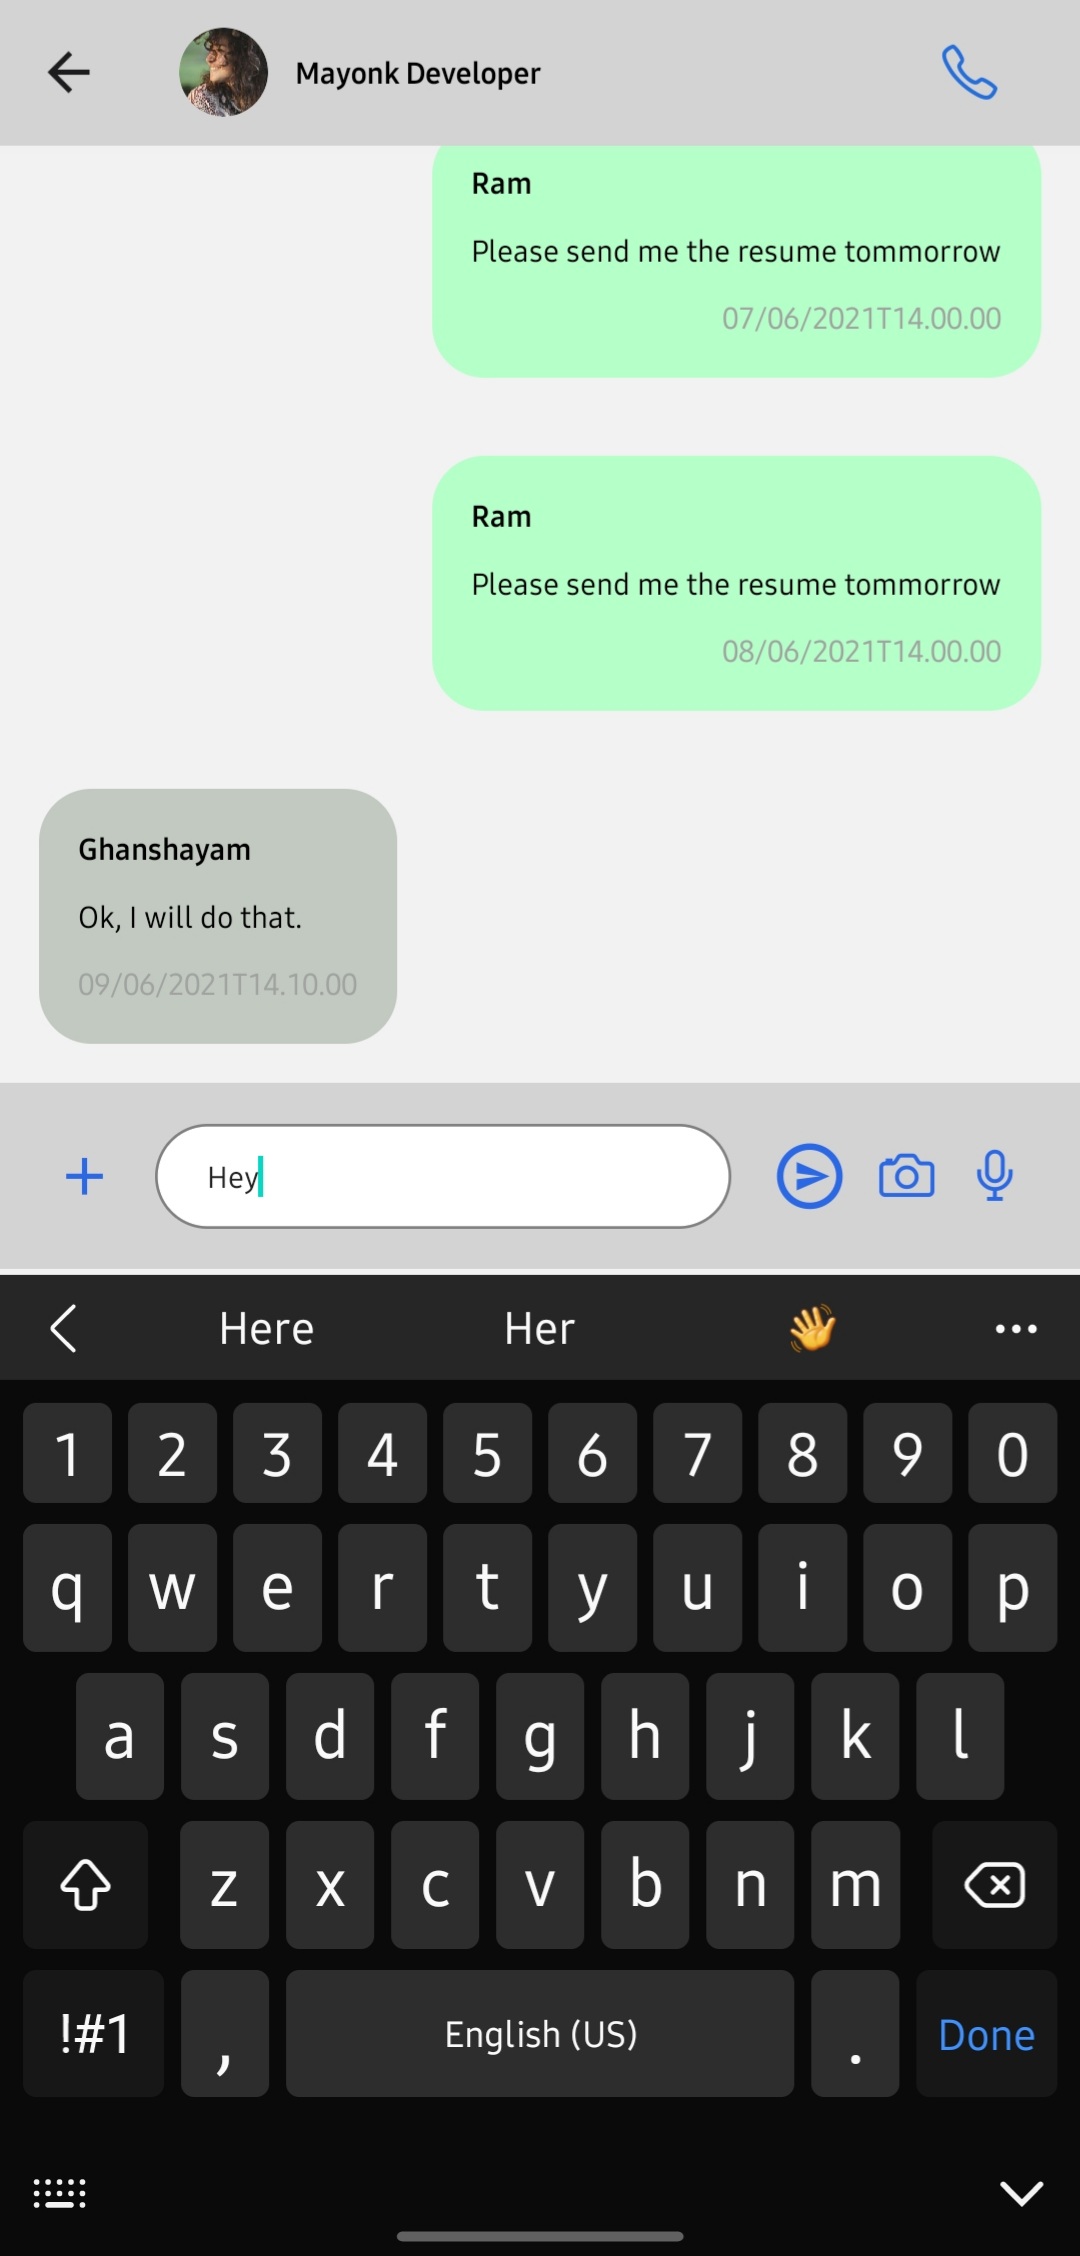 Mayonk Developer
Ram
Please send me the resume tommorrow
07/06/2021T14.00.00
Ram
Please send me the resume tommorrow
08/06/2021T14.00.00
Ghanshayam
Ok, I will do that.
09/06/2021T14.10.00
Hey
Here Her 👋 ...
1 2 3 4 5 6 7 8 9 0
q w e r t y u i o p
a s d f g h j k l
z x c v b n m
!#1 , English (US) . Done